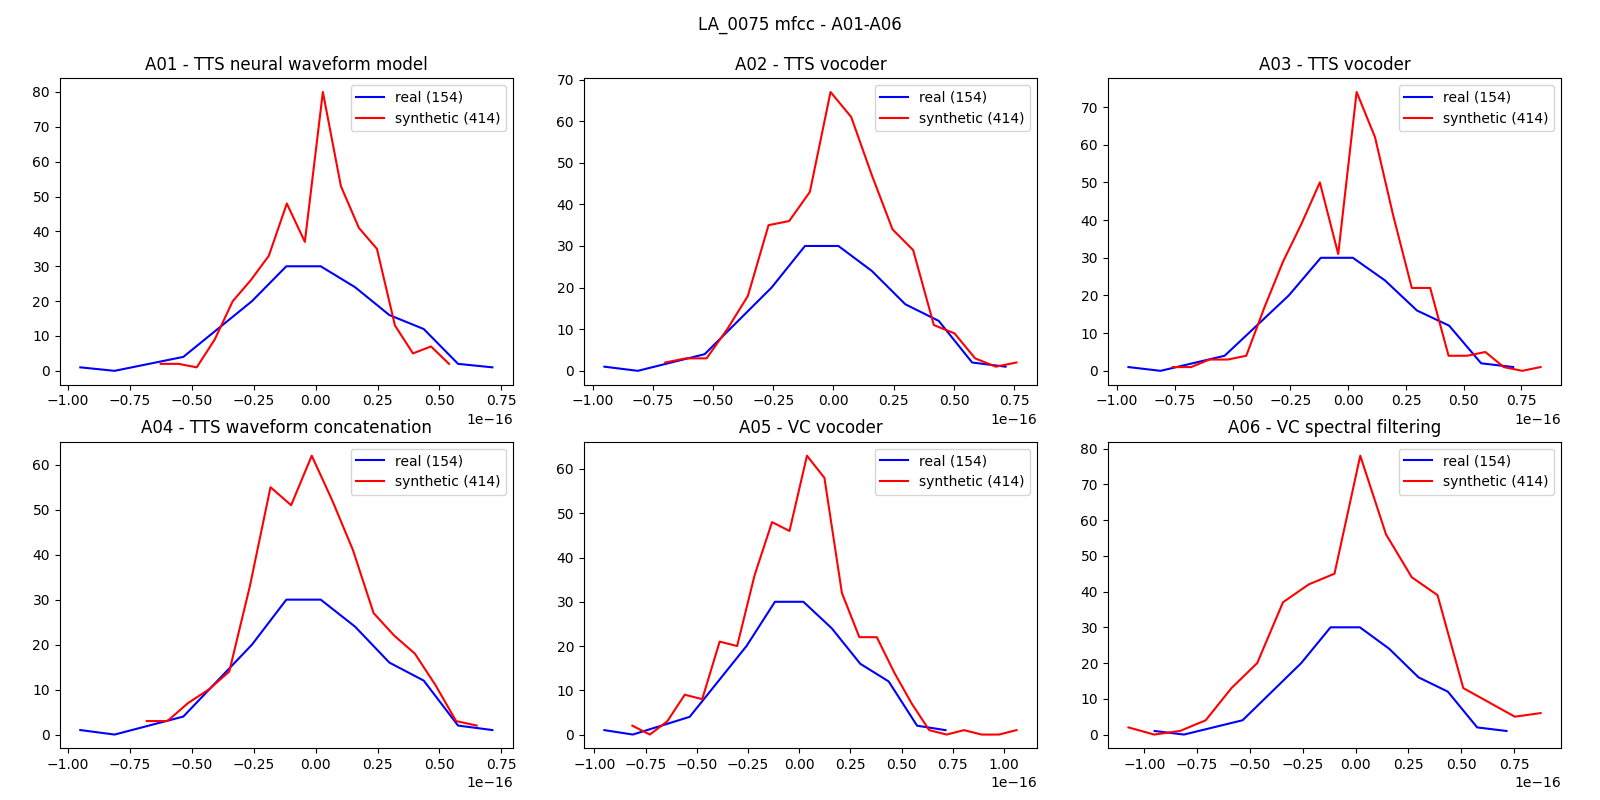 LA_0075 mfcc - A01-A06
A01 - TTS neural waveform model
real (154)
synthetic (414)
80
70
60
50
40
30
20
10
0
−1.00 −0.75 −0.50 −0.25 0.00 0.25 0.50 0.75
1e−16
A02 - TTS vocoder
real (154)
synthetic (414)
70
60
50
40
30
20
10
0
−1.00 −0.75 −0.50 −0.25 0.00 0.25 0.50 0.75
1e−16
A03 - TTS vocoder
real (154)
synthetic (414)
70
60
50
40
30
20
10
0
−1.00 −0.75 −0.50 −0.25 0.00 0.25 0.50 0.75
1e−16
A04 - TTS waveform concatenation
real (154)
synthetic (414)
60
50
40
30
20
10
0
−1.00 −0.75 −0.50 −0.25 0.00 0.25 0.50 0.75
1e−16
A05 - VC vocoder
real (154)
synthetic (414)
60
50
40
30
20
10
0
−1.00 −0.75 −0.50 −0.25 0.00 0.25 0.50 0.75 1.00
1e−16
A06 - VC spectral filtering
real (154)
synthetic (414)
80
70
60
50
40
30
20
10
0
−1.00 −0.75 −0.50 −0.25 0.00 0.25 0.50 0.75
1e−16